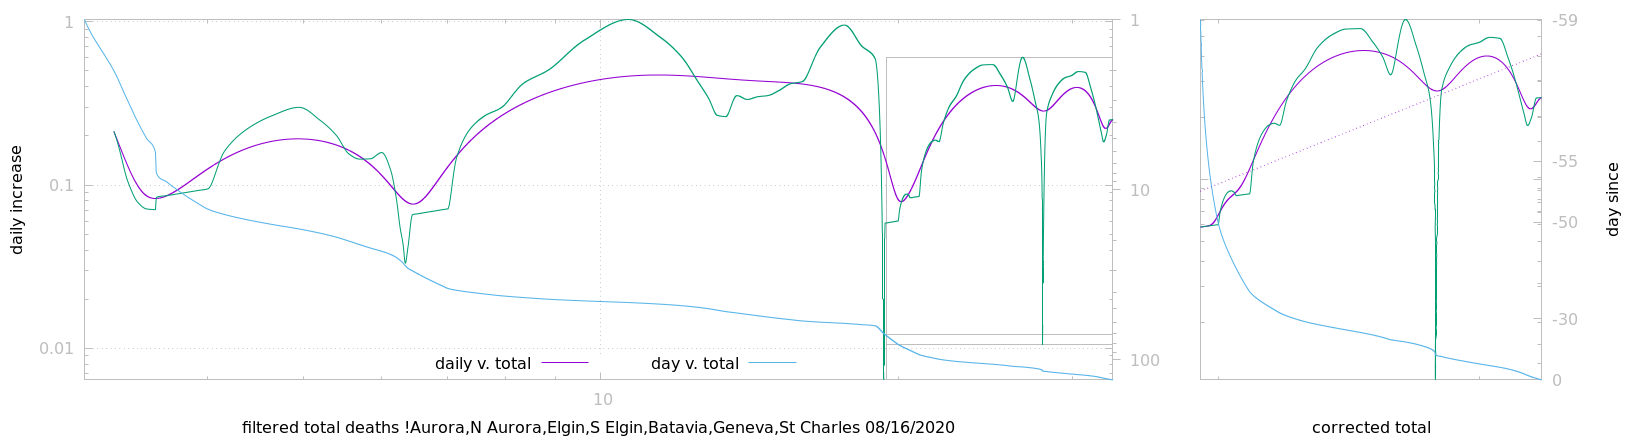 1
0.1
0.01
daily increase
daily v. total
day v. total
10
1
10
100
filtered total deaths !Aurora,N Aurora,Elgin,S Elgin,Batavia,Geneva,St Charles 08/16/2020
-59
-55
-50
-30
0
day since
corrected total